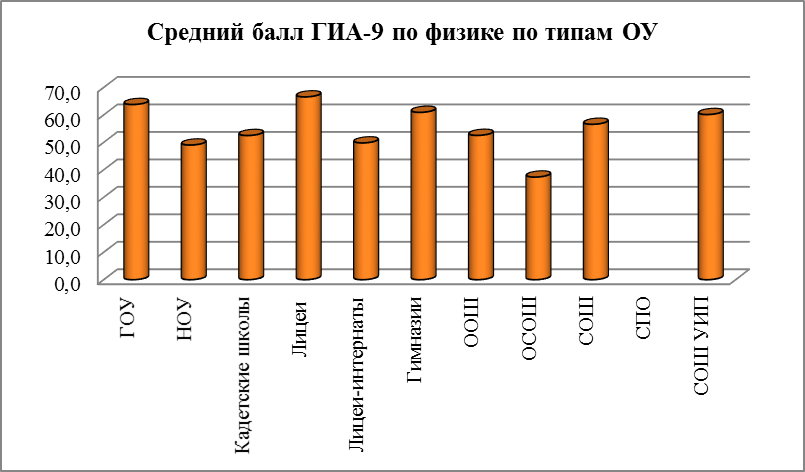 Средний балл ГИА-9 по физике по типам ОУ
70,0
60,0
50,0
40,0
30,0
20,0
10,0
0,0
ГОУ
НОУ
Кадетские школы
Лицеи
Лицеи-интернаты
Гимназии
ООШ
ОСОШ
СОШ
СПО
СОШ УИП